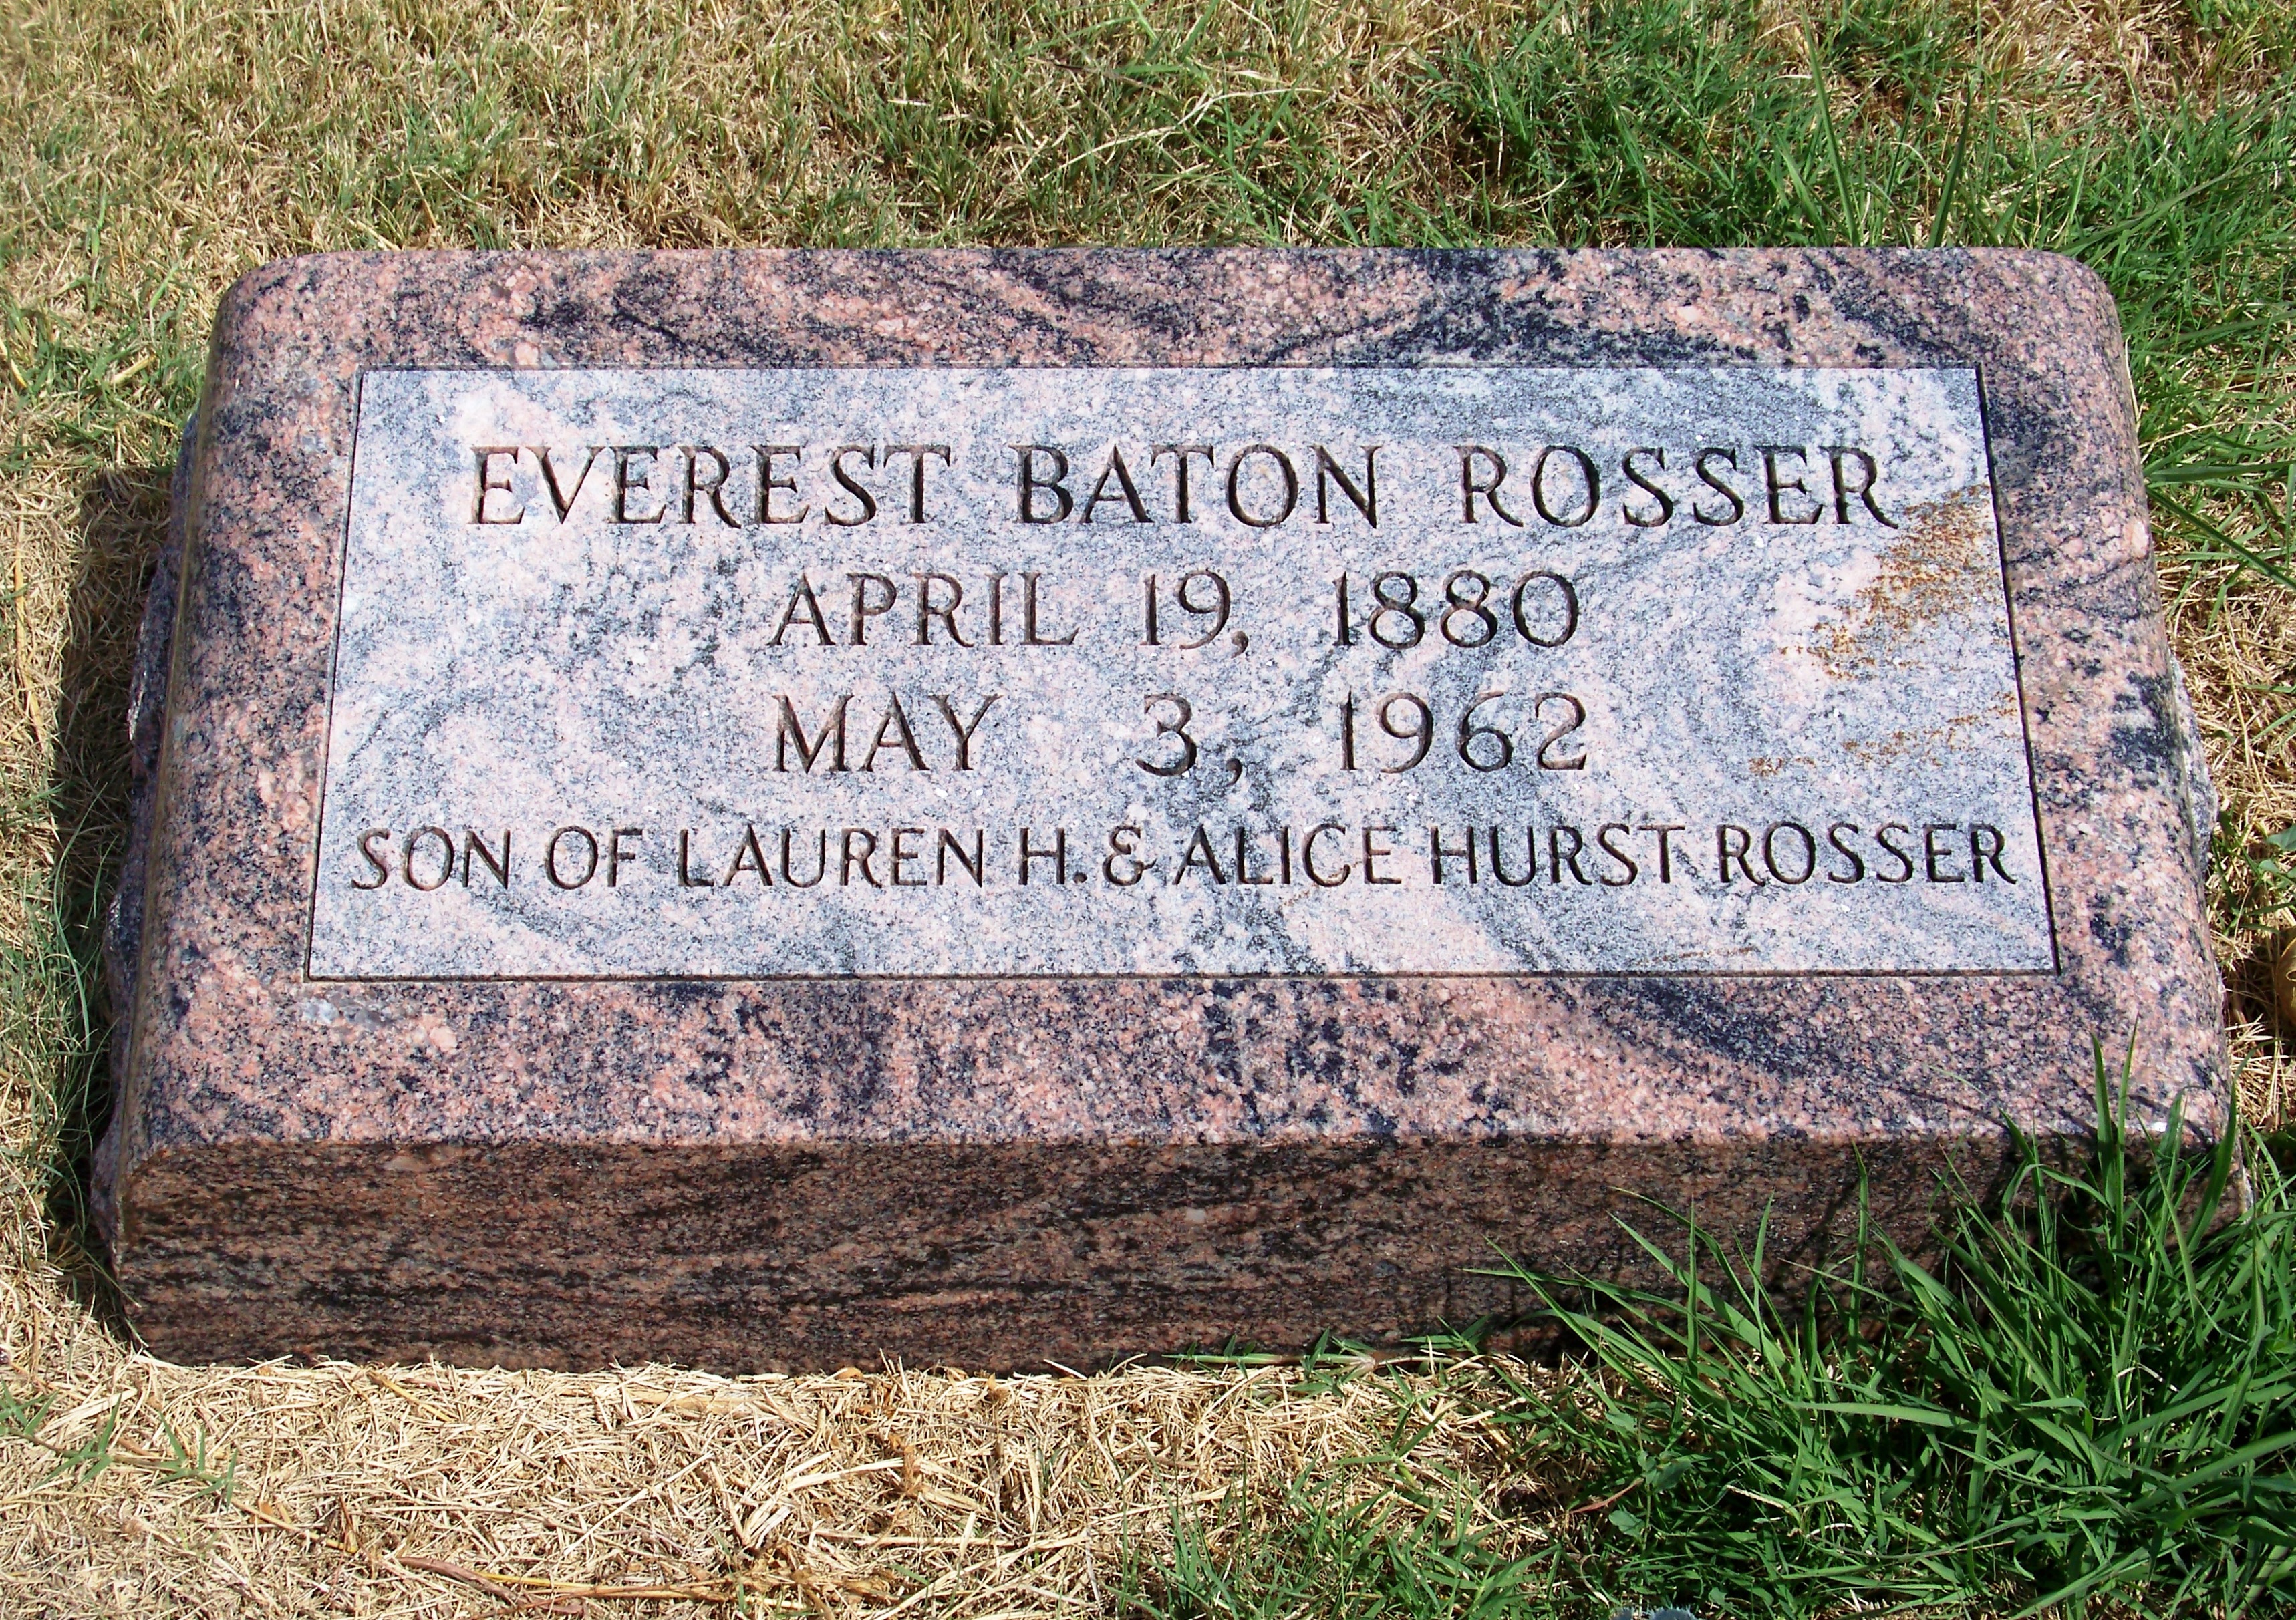 EVEREST BATON ROSSER
APRIL 19, 1880
MAY 3, 1962
SON OF LAUREN H. & ALICE HURST ROSSER